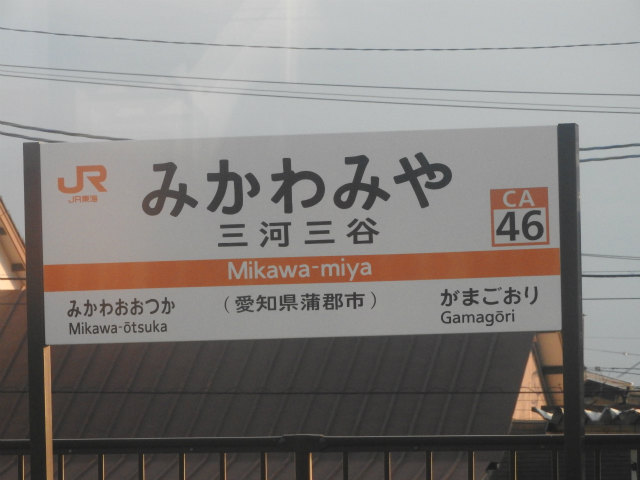 JR
JR東海
みかわみや
三河三谷
CA
46
Mikawa-miya
みかわおおつか
Mikawa-ōtsuka
(愛知県蒲郡市)
がまごおり
Gamagōri